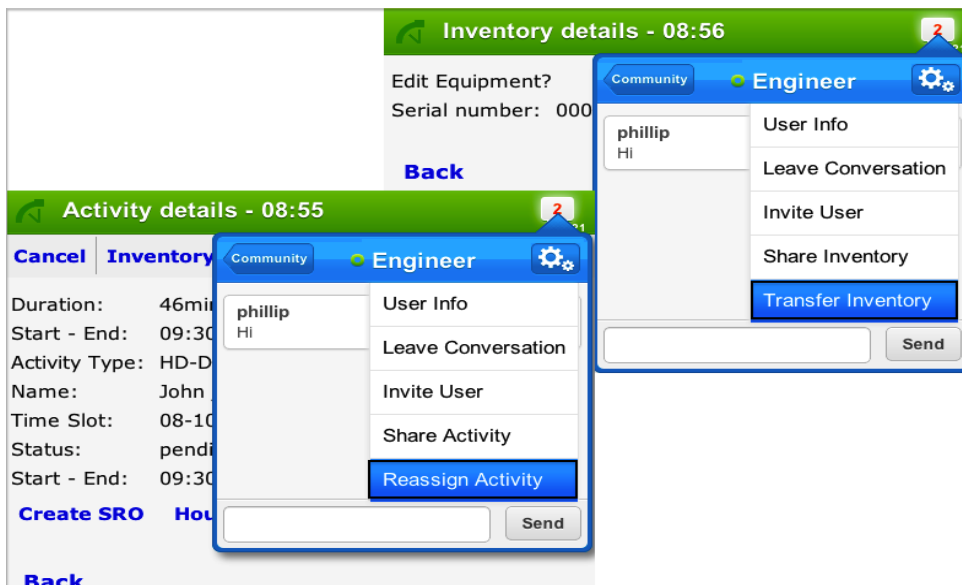 Inventory details - 08:56
2
Edit Equipment?
Serial number: 000
Back
Community
Engineer
phillip
Hi
User Info
Leave Conversation
Invite User
Share Inventory
Transfer Inventory
Send
Activity details - 08:55
2
Cancel
Inventory
Duration: 46min
Start - End: 09:30
Activity Type: HD-D
Name: John
Time Slot: 08-10
Status: pendi
Start - End: 09:30
Create SRO
Hou
Back
Community
Engineer
phillip
Hi
User Info
Leave Conversation
Invite User
Share Activity
Reassign Activity
Send